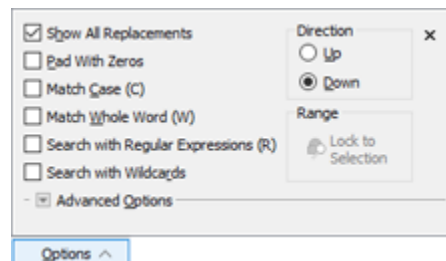 Show All Replacements
Pad With Zeros
Match Case (C)
Match Whole Word (W)
Search with Regular Expressions (R)
Search with Wildcards
Direction
Up
Down
Range
Lock to
Selection
Advanced Options
Options